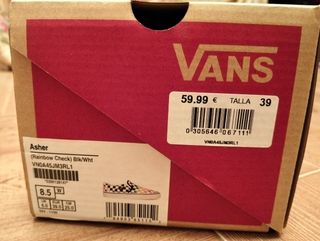 VANS
59.99 € TALLA 39
0 305646 067111
VN0A45JM3RL1
Asher
(Rainbow Check) Blk/Wht
VN0A45JM3RL1
8.5 W